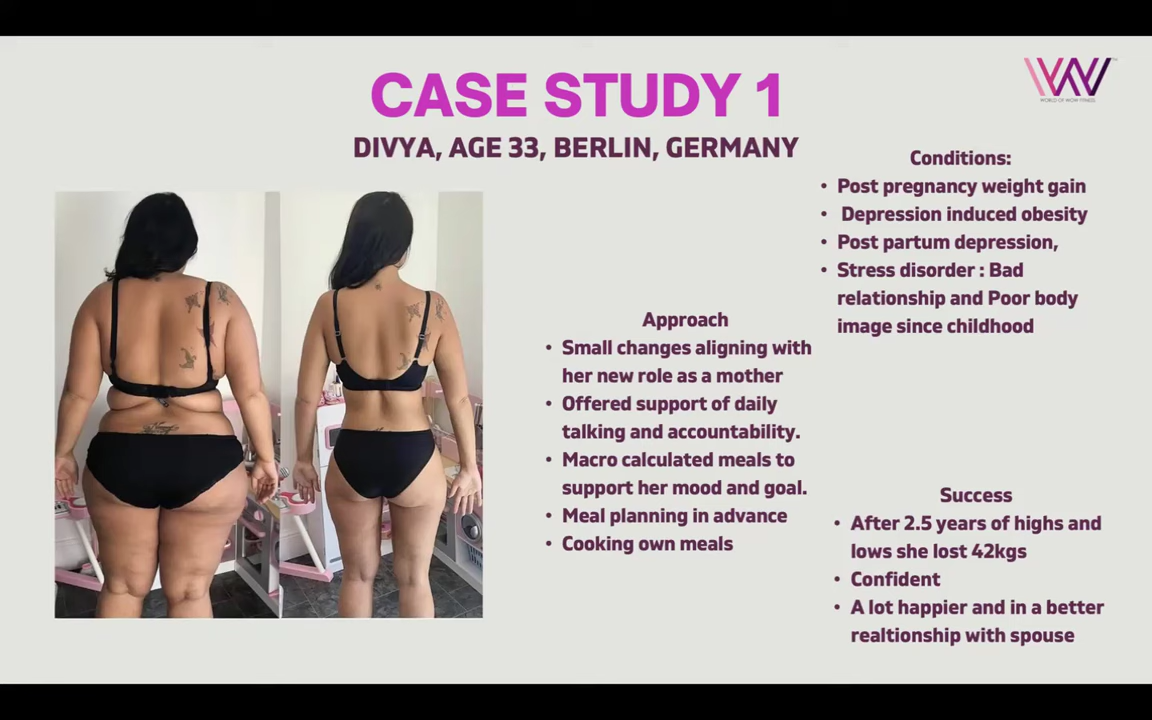 CASE STUDY 1
DIVYA, AGE 33, BERLIN, GERMANY
WORLD OF WOW FITNESS
Conditions:
• Post pregnancy weight gain
• Depression induced obesity
• Post partum depression,
• Stress disorder : Bad
relationship and Poor body
image since childhood
Approach
• Small changes aligning with
her new role as a mother
• Offered support of daily
talking and accountability.
• Macro calculated meals to
support her mood and goal.
• Meal planning in advance
• Cooking own meals
Success
• After 2.5 years of highs and
lows she lost 42kgs
• Confident
• A lot happier and in a better
realtionship with spouse